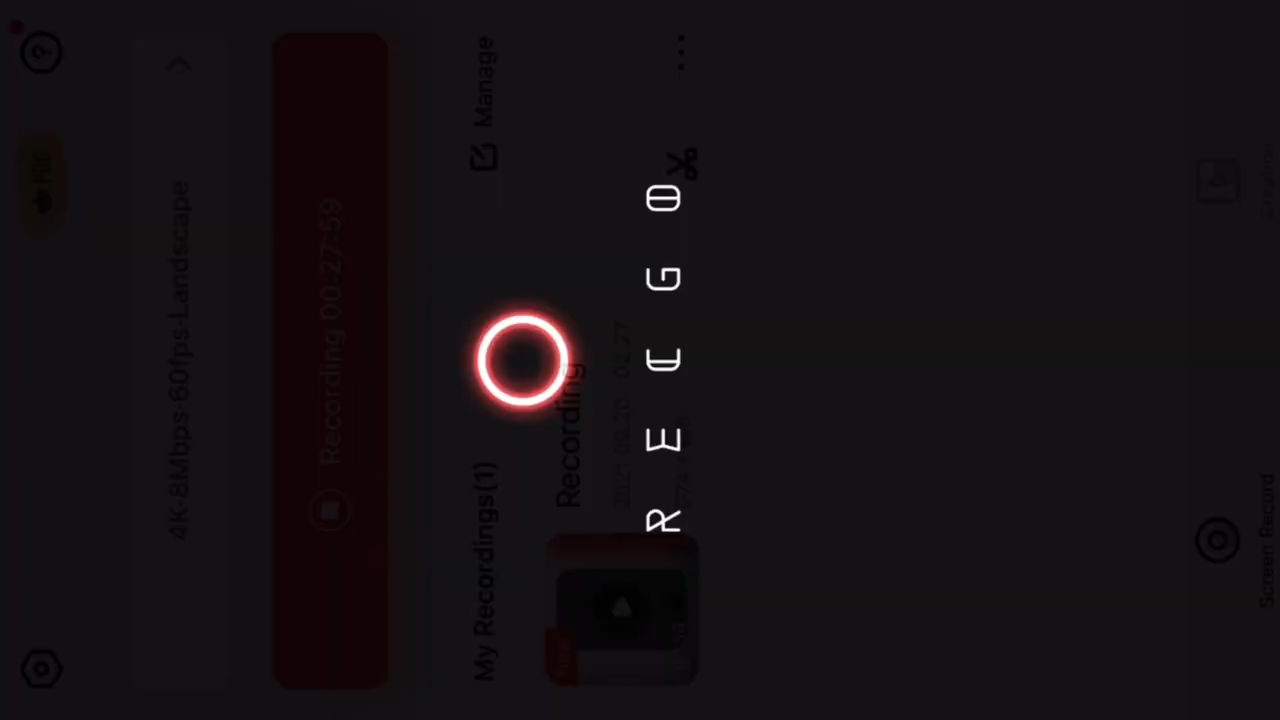 4K·8Mbps·60fps·Landscape
Recording 00:27:59
My Recordings(1)
Manage
Recording
RECGO
Screen Record